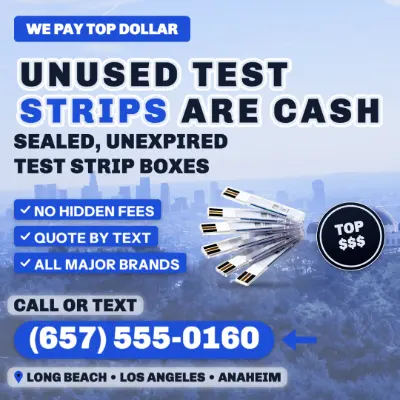 WE PAY TOP DOLLAR
UNUSED TEST
STRIPS ARE CASH
SEALED, UNEXPIRED
TEST STRIP BOXES
NO HIDDEN FEES
QUOTE BY TEXT
ALL MAJOR BRANDS
TOP
$$$
CALL OR TEXT
(657) 555-0160
LONG BEACH • LOS ANGELES • ANAHEIM